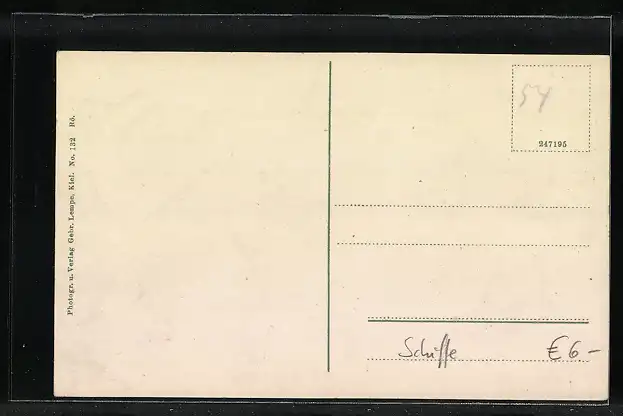 Photogr. u. Verlag Gebr. Lempe, Kiel. No. 132 Rö.
54
247195
Schiffe €6-